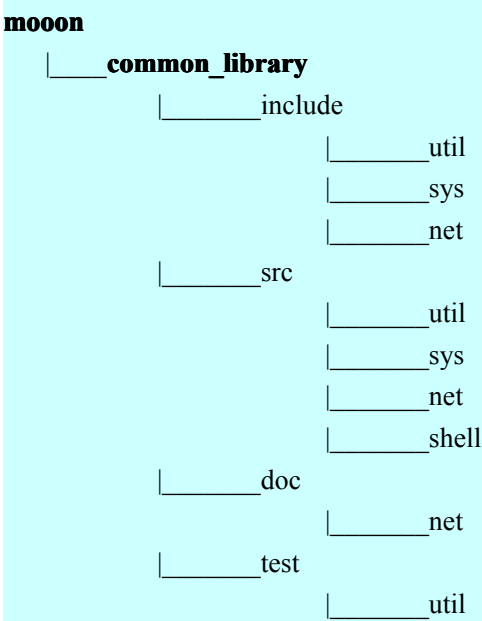 mooon
|____common_library
|_______include
|_______util
|_______sys
|_______net
|_______src
|_______util
|_______sys
|_______net
|_______shell
|_______doc
|_______net
|_______test
|_______util